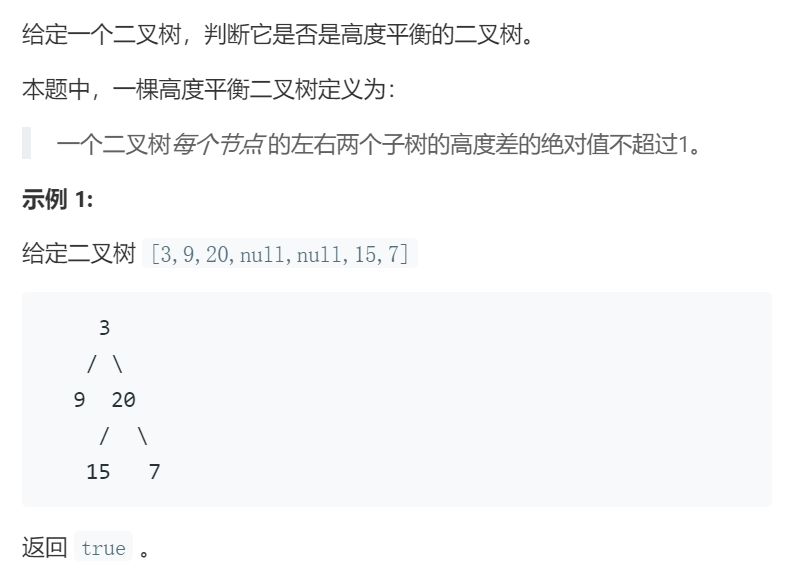 给定一个二叉树，判断它是否是高度平衡的二叉树。
本题中，一棵高度平衡二叉树定义为：
一个二叉树每个节点 的左右两个子树的高度差的绝对值不超过1。
示例 1:
给定二叉树 [3,9,20,null,null,15,7]
3
/ \
9 20
/ \
15 7
返回 true 。